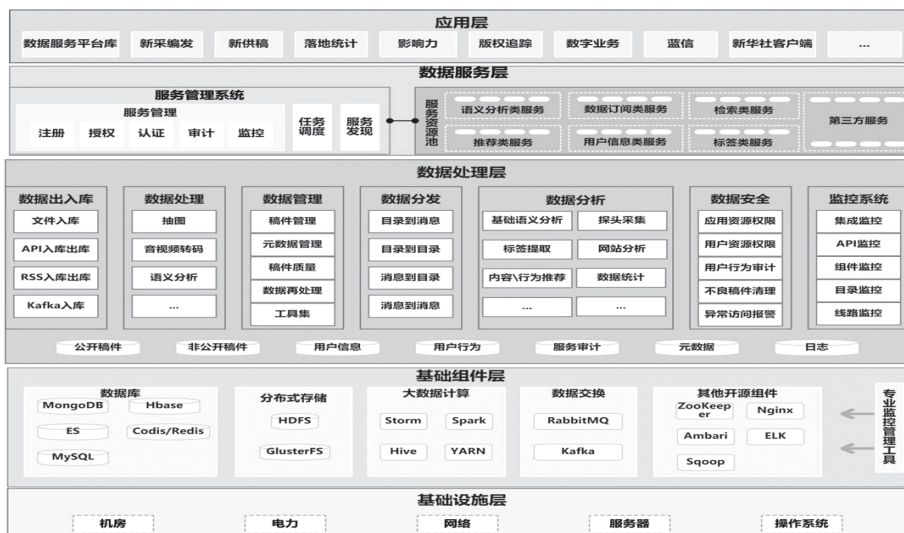 应用层
数据服务平台库 新采编发 新供稿 落地统计 影响力 版权追踪 数字业务 蓝信 新华社客户端 ...
数据服务层
服务管理系统
服务管理
注册 授权 认证 审计 监控
任务调度
服务发现
服务资源池
语义分析类服务 数据订阅类服务 检索类服务
第三方服务
推荐类服务 用户信息类服务 标签类服务
数据处理层
数据出入库
文件入库
API入库出库
RSS入库出库
Kafka入库
数据处理
抽图
音视频转码
语义分析
...
数据管理
稿件管理
元数据管理
稿件质量
数据再处理
工具集
数据分发
目录到消息
目录到目录
消息到目录
消息到消息
数据分析
基础语义分析 探头采集
标签提取 网站分析
内容\行为推荐 数据统计
... ...
数据安全
应用资源权限
用户资源权限
用户行为审计
不良稿件清理
异常访问报警
监控系统
集成监控
API监控
组件监控
目录监控
线路监控
公开稿件 非公开稿件 用户信息 用户行为 服务审计 元数据 日志
基础组件层
数据库
MongoDB Hbase
ES Codis/Redis
MySQL
分布式存储
HDFS
GlusterFS
大数据计算
Storm Spark
Hive YARN
数据交换
RabbitMQ
Kafka
其他开源组件
ZooKeep
er
Nginx
Ambari ELK
Sqoop
专业监控管理工具
基础设施层
机房 电力 网络 服务器 操作系统